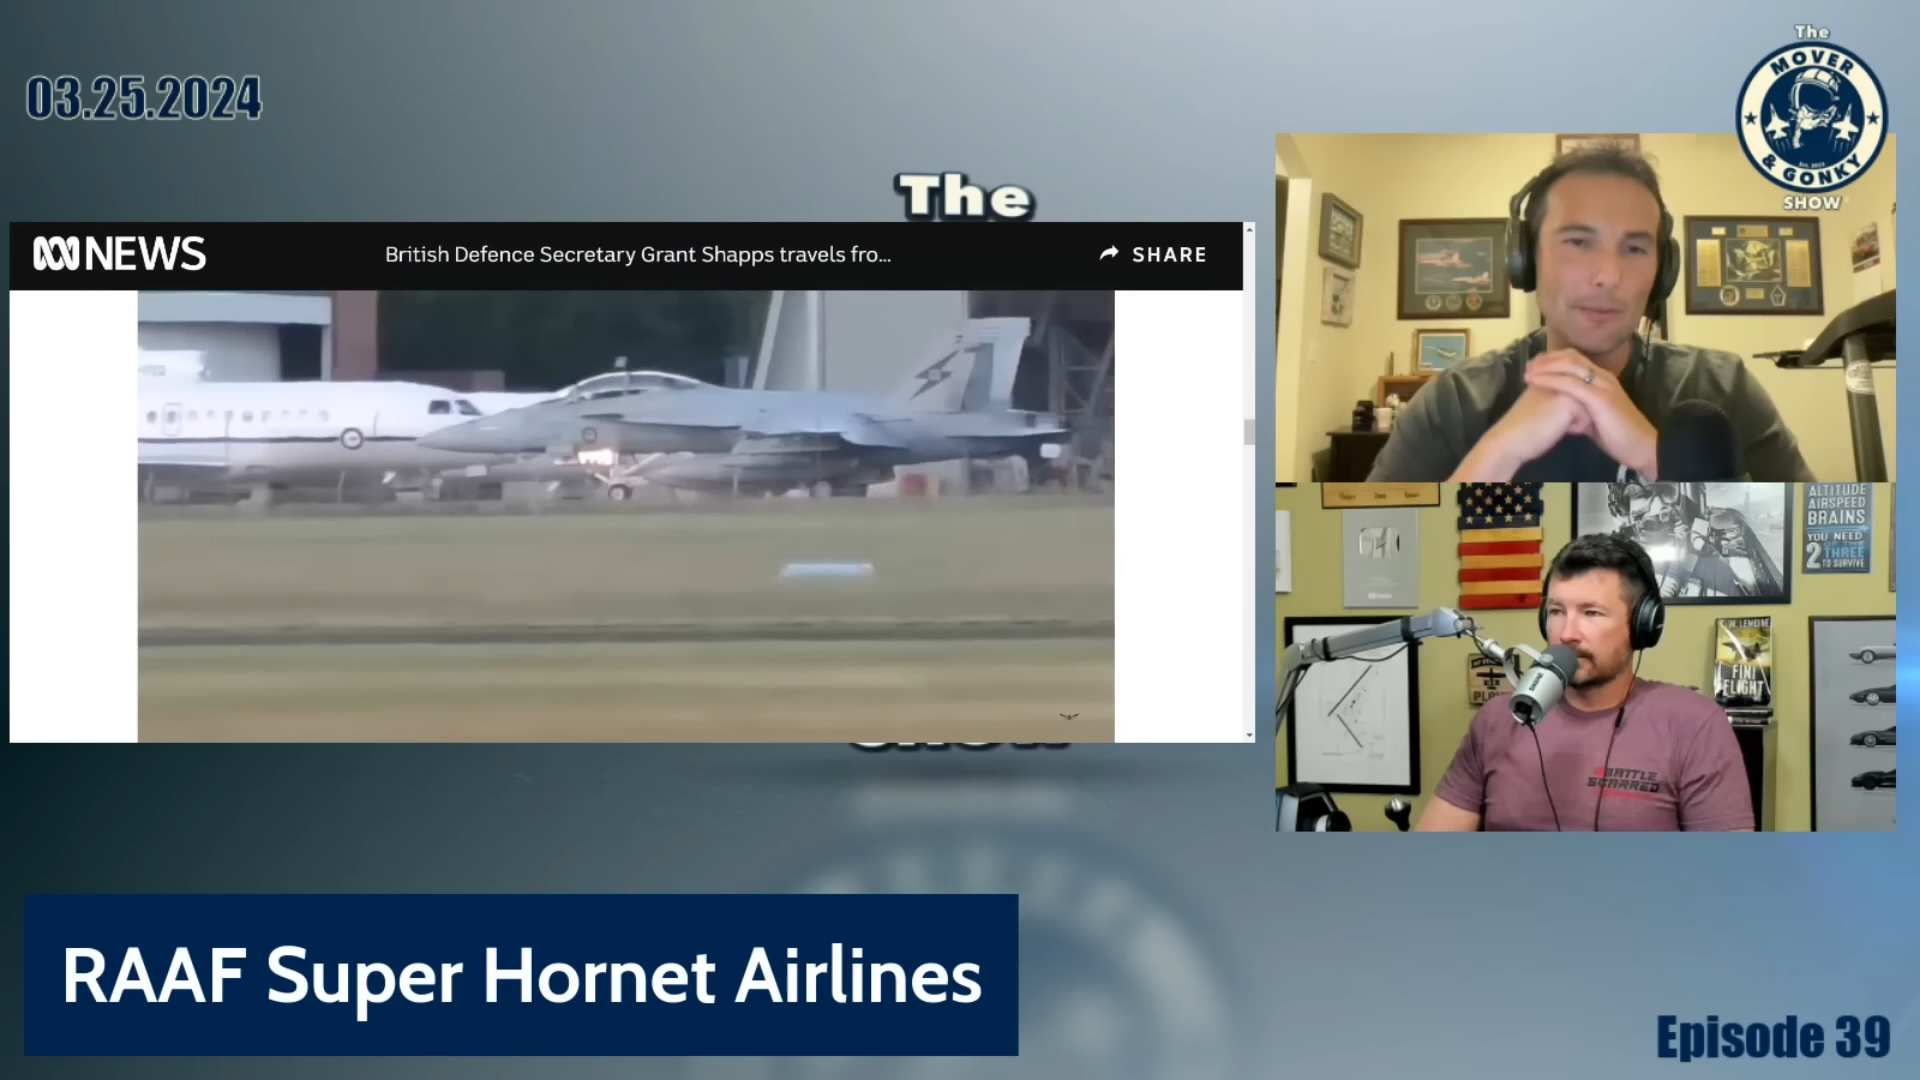 03.25.2024
The
MOVER
& GONKY
SHOW
The
NEWS
British Defence Secretary Grant Shapps travels fro...
SHARE
ALTITUDE
AIRSPEED
BRAINS
YOU NEED
2 OF THE
THREE
TO SURVIVE
C.W. LEMOINE
FINI
FLIGHT
BATTLE
SCARRED
RAAF Super Hornet Airlines
Episode 39